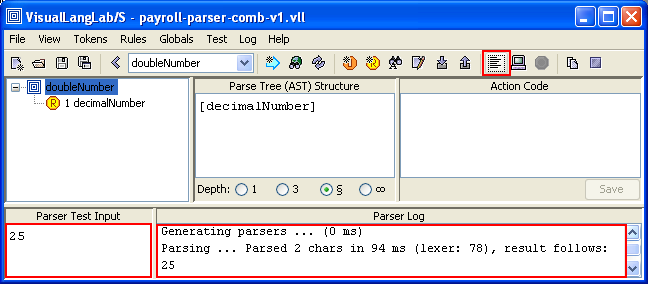 VisualLangLab/S - payroll-parser-comb-v1.vll
File View Tokens Rules Globals Test Log Help
doubleNumber
doubleNumber
R 1 decimalNumber
Parse Tree (AST) Structure
[decimalNumber]
Depth: 1 3 § ∞
Action Code
Save
Parser Test Input
25
Parser Log
Generating parsers ... (0 ms)
Parsing ... Parsed 2 chars in 94 ms (lexer: 78), result follows:
25